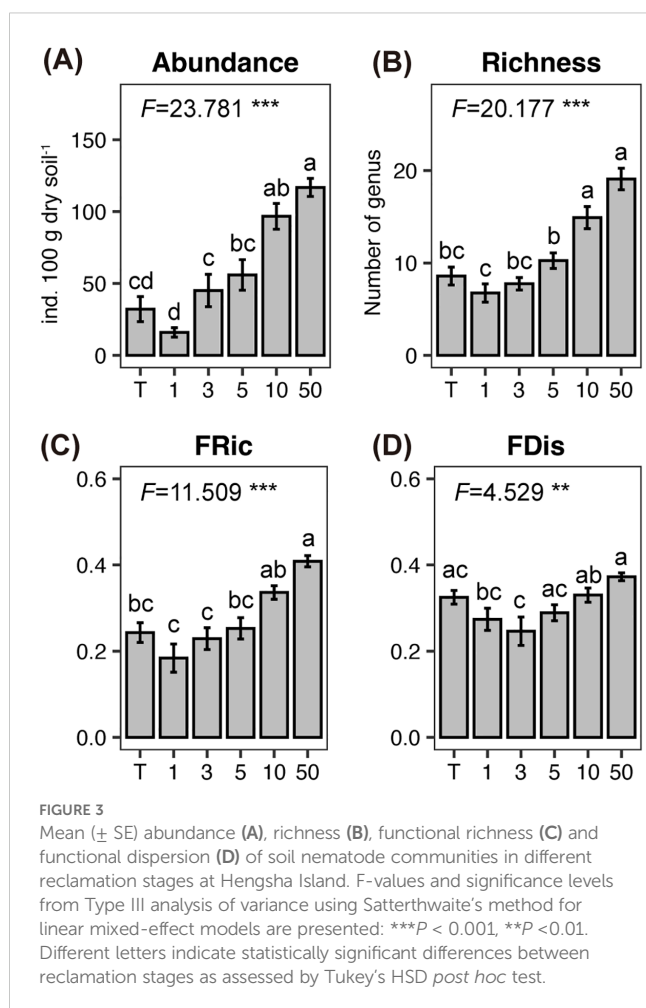 (A) Abundance
F=23.781 ***
ind. 100 g dry soil⁻¹
150
100
50
0
cd d c bc ab a
T 1 3 5 10 50
(B) Richness
F=20.177 ***
Number of genus
20
10
0
bc c bc b a a
T 1 3 5 10 50
(C) FRic
F=11.509 ***
0.6
0.4
0.2
0.0
bc c c bc ab a
T 1 3 5 10 50
(D) FDis
F=4.529 **
0.6
0.4
0.2
0.0
ac bc c ac ab a
T 1 3 5 10 50
FIGURE 3
Mean (± SE) abundance (A), richness (B), functional richness (C) and
functional dispersion (D) of soil nematode communities in different
reclamation stages at Hengsha Island. F-values and significance levels
from Type III analysis of variance using Satterthwaite’s method for
linear mixed-effect models are presented: ***P < 0.001, **P <0.01.
Different letters indicate statistically significant differences between
reclamation stages as assessed by Tukey’s HSD post hoc test.